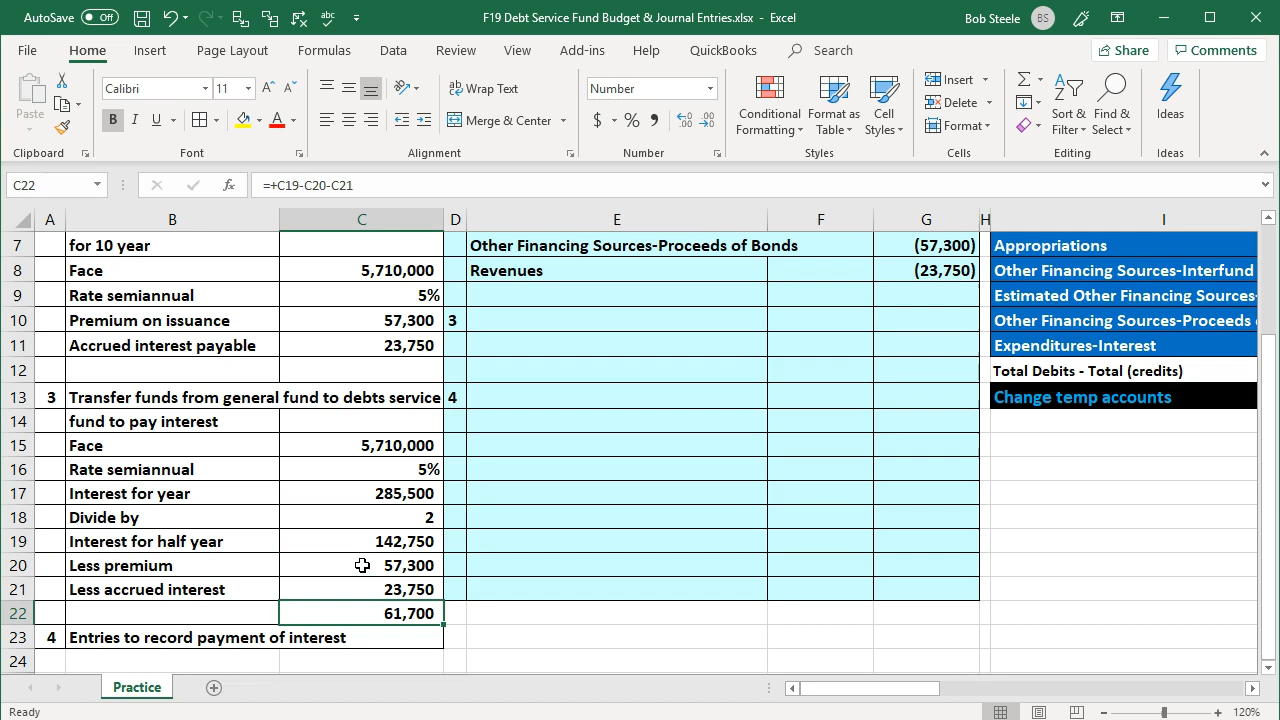 AutoSave Off F19 Debt Service Fund Budget & Journal Entries.xlsx - Excel Bob Steele BS
File Home Insert Page Layout Formulas Data Review View Add-ins Help QuickBooks Search Share Comments
Paste Calibri 11 A A ab Wrap Text Number Conditional Formatting Format as Table Cell Styles Insert Delete Format Sort & Filter Find & Select Ideas
B I U A Merge & Center $ % ,
Clipboard Font Alignment Number Styles Cells Editing Ideas
C22 fx =+C19-C20-C21
A B C D E F G H I
7 for 10 year Other Financing Sources-Proceeds of Bonds (57,300) Appropriations
8 Face 5,710,000 Revenues (23,750) Other Financing Sources-Interfund
9 Rate semiannual 5% Estimated Other Financing Sources-
10 Premium on issuance 57,300 3 Other Financing Sources-Proceeds
11 Accrued interest payable 23,750 Expenditures-Interest
12 Total Debits - Total (credits)
13 3 Transfer funds from general fund to debts service 4 Change temp accounts
14 fund to pay interest
15 Face 5,710,000
16 Rate semiannual 5%
17 Interest for year 285,500
18 Divide by 2
19 Interest for half year 142,750
20 Less premium 57,300
21 Less accrued interest 23,750
22 61,700
23 4 Entries to record payment of interest
24
Practice
Ready 120%